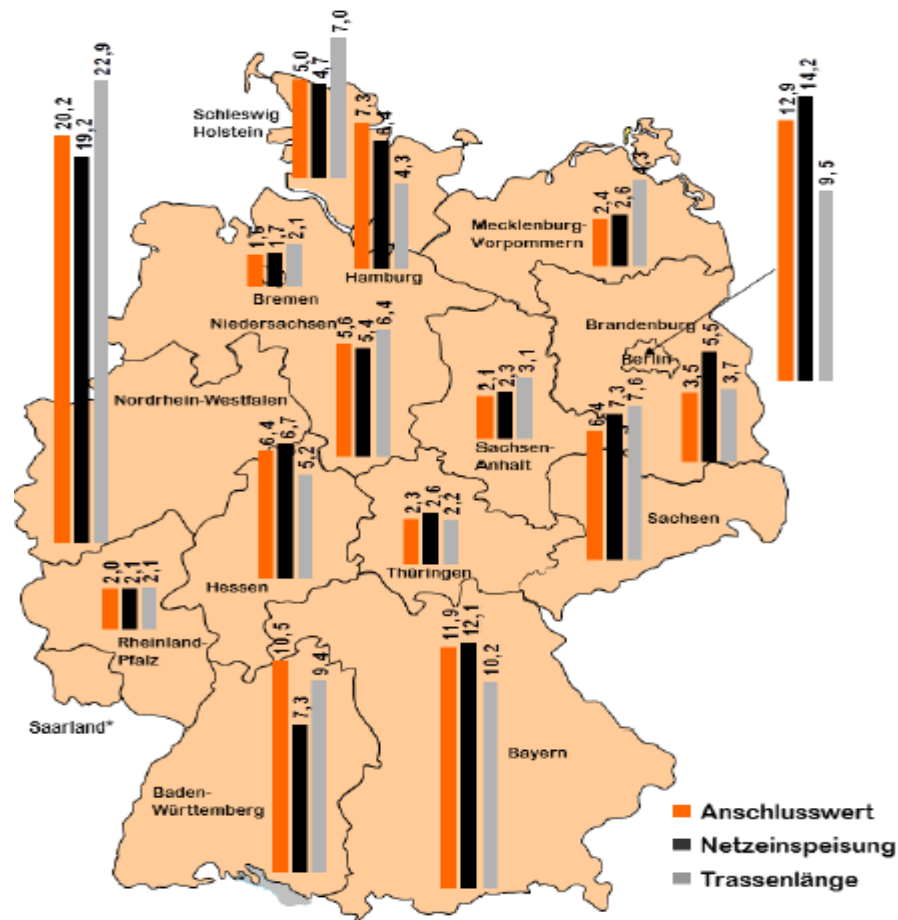 7,0
5,0
4,7
Schleswig
Holstein
7,3
6,4
4,3
22,9
20,2
19,2
14,2
12,9
9,5
4,3
2,4
2,6
Mecklenburg-
Vorpommern
1,6
1,7
2,1
Bremen
Hamburg
Niedersachsen
5,6
5,4
6,4
Brandenburg
Berlin
3,5
5,5
3,7
Nordrhein-Westfalen
2,1
2,3
3,1
Sachsen-
Anhalt
6,4
7,3
7,6
Sachsen
6,4
6,7
5,2
Hessen
2,3
2,6
2,2
Thüringen
2,0
2,1
2,1
Rheinland-
Pfalz
Saarland*
10,5
7,3
9,4
Baden-
Württemberg
11,9
12,1
10,2
Bayern
Anschlusswert
Netzeinspeisung
Trassenlänge